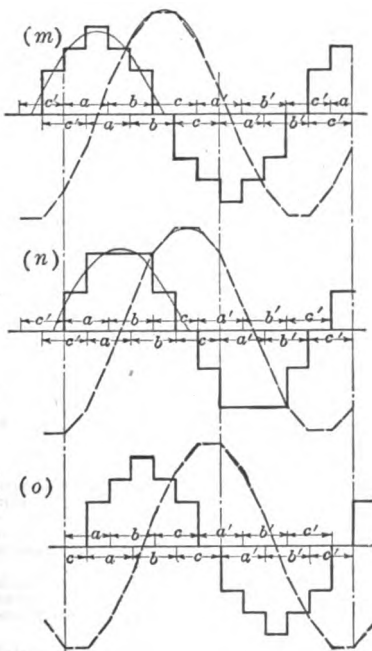 (m)
c' a b c a' b' c' a
c' a b c a' b' c'
(n)
c' a b c a' b' c'
c' a b c a' b' c'
(o)
a b c a' b' c'
c a b c a' b' c'